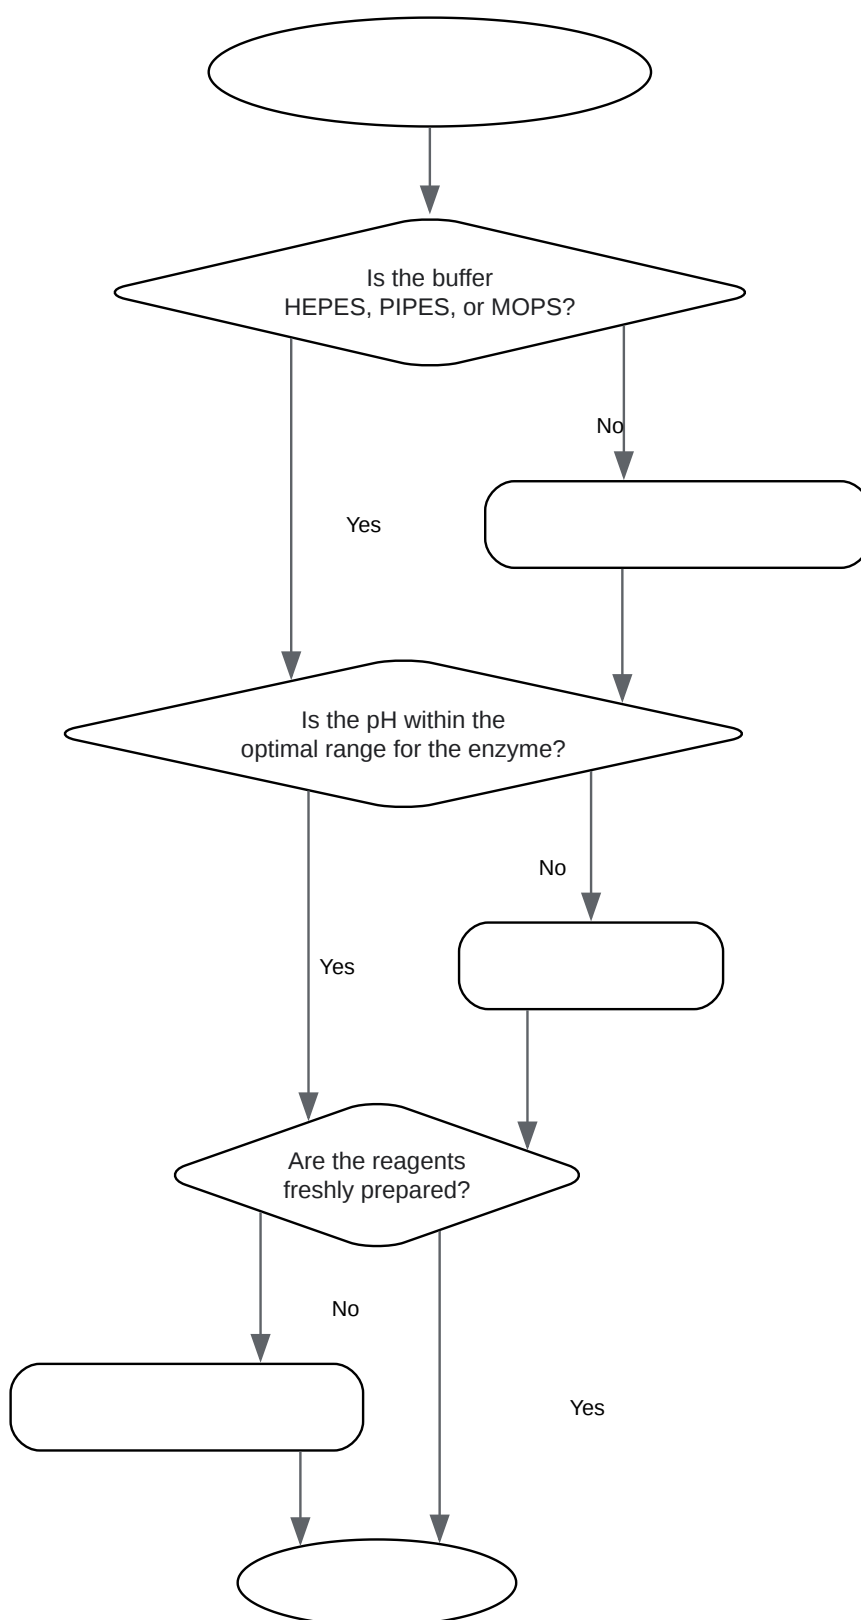 Is the buffer
HEPES, PIPES, or MOPS?
No
Yes
Is the pH within the
optimal range for the enzyme?
No
Yes
Are the reagents
freshly prepared?
No
Yes